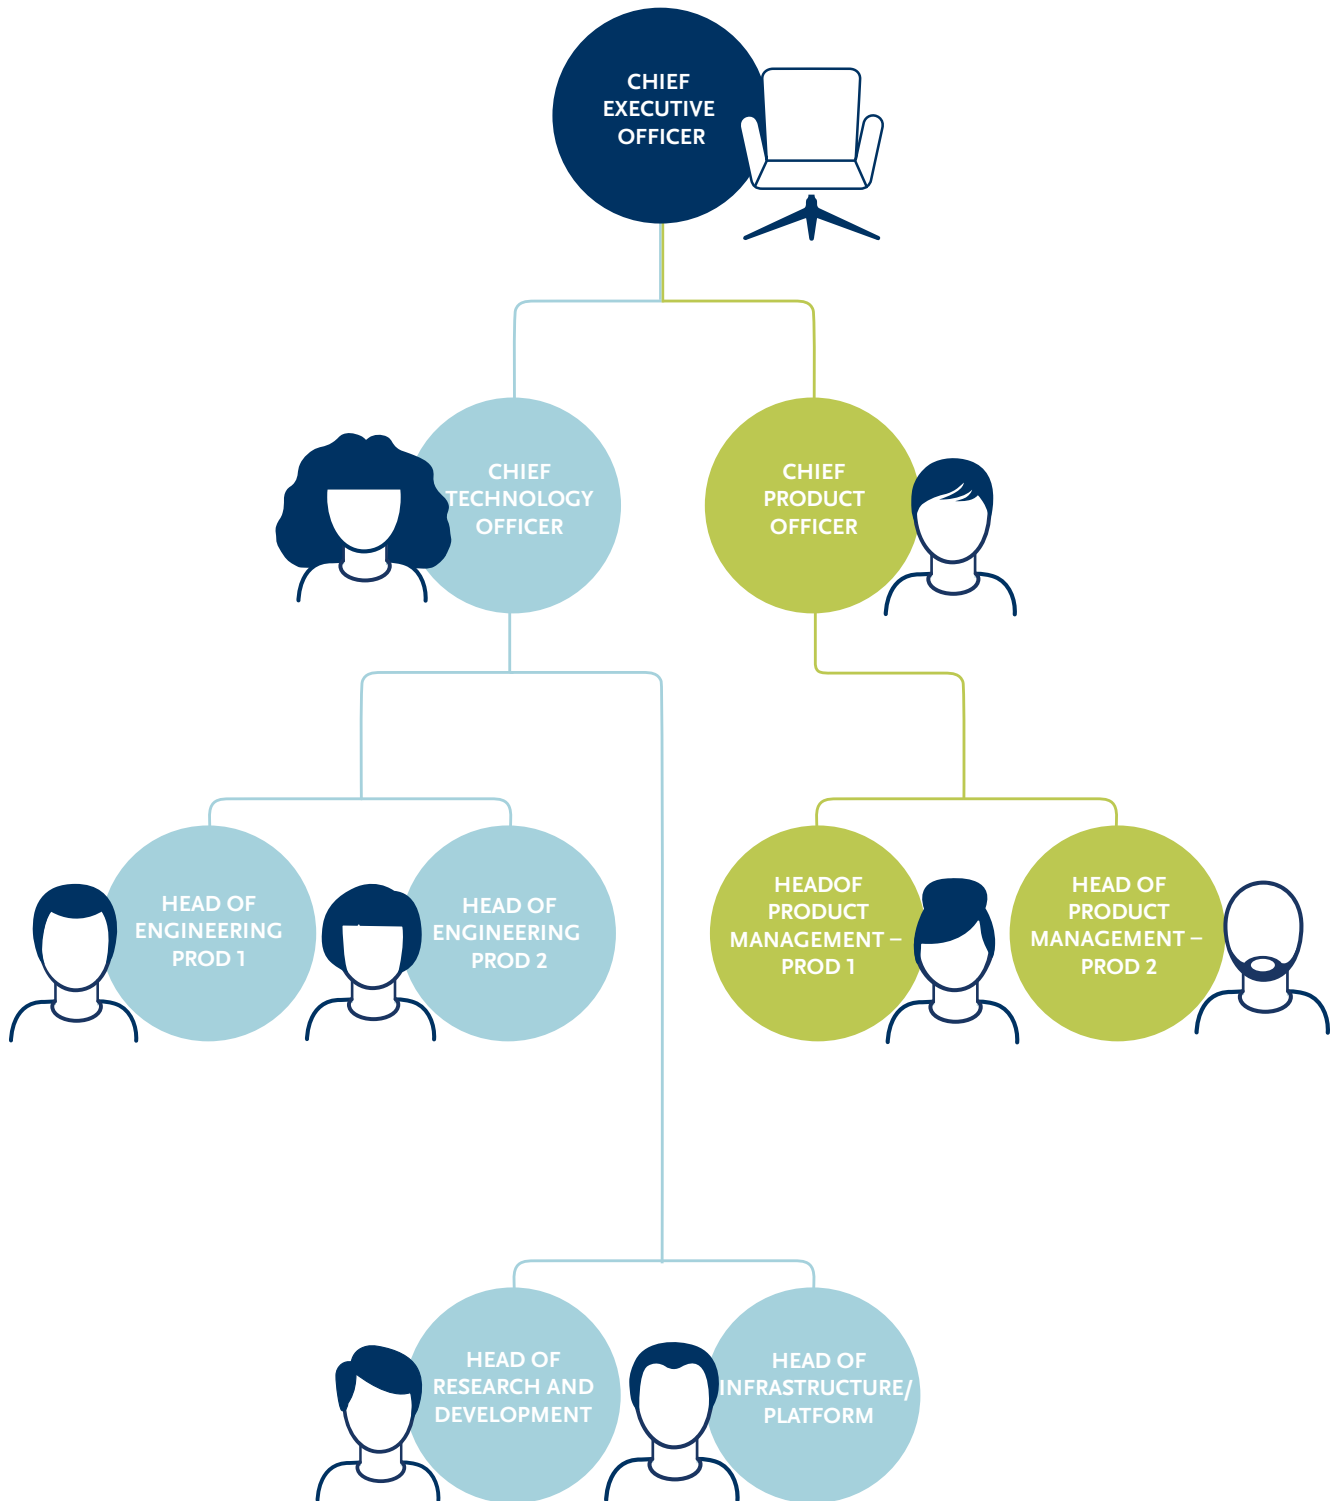 CHIEF
EXECUTIVE
OFFICER
CHIEF
TECHNOLOGY
OFFICER
CHIEF
PRODUCT
OFFICER
HEAD OF
ENGINEERING
PROD 1
HEAD OF
ENGINEERING
PROD 2
HEADOF
PRODUCT
MANAGEMENT –
PROD 1
HEAD OF
PRODUCT
MANAGEMENT –
PROD 2
HEAD OF
RESEARCH AND
DEVELOPMENT
HEAD OF
INFRASTRUCTURE/
PLATFORM